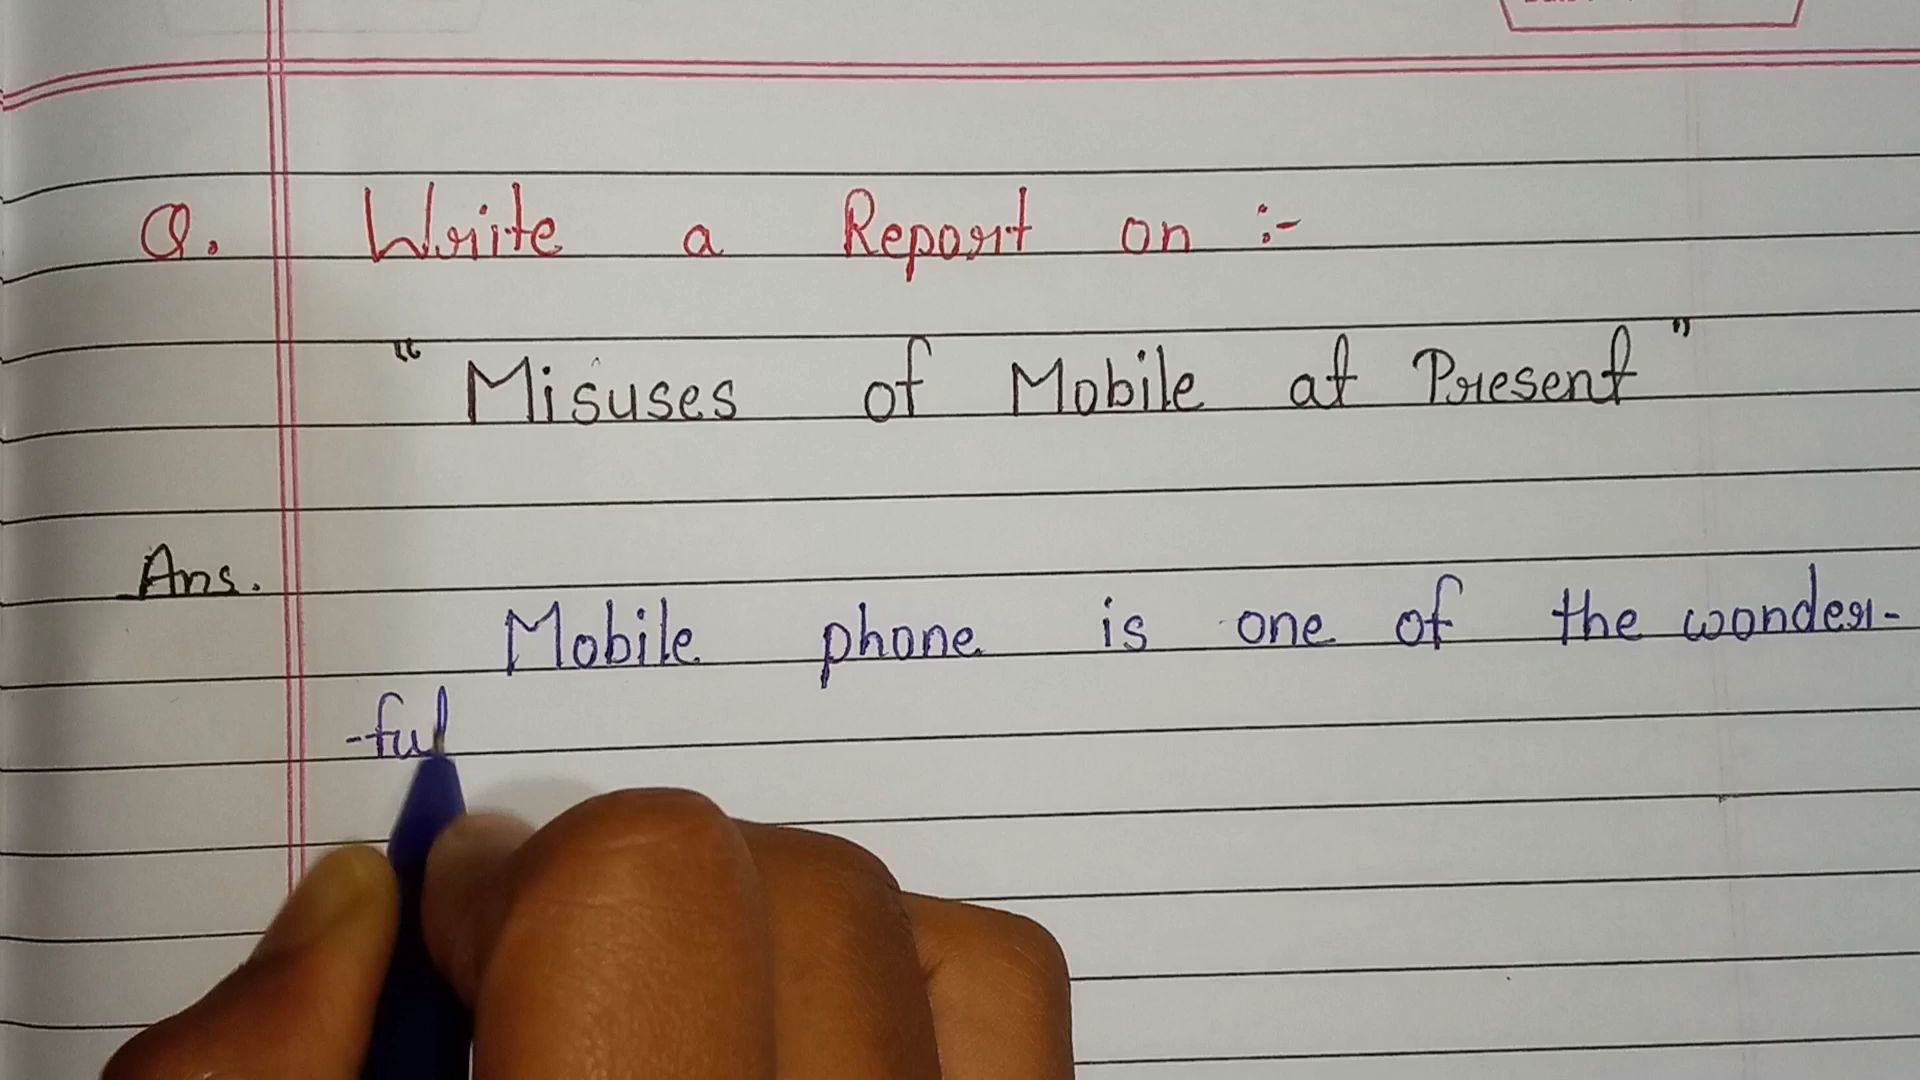 Q. Write a Report on :-
"Misuses of Mobile at Present"
Ans.
Mobile phone is one of the wonder-
-ful